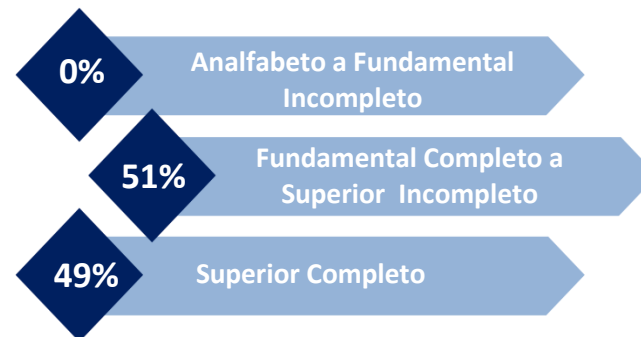 0%
Analfabeto a Fundamental
Incompleto
51%
Fundamental Completo a
Superior Incompleto
49%
Superior Completo